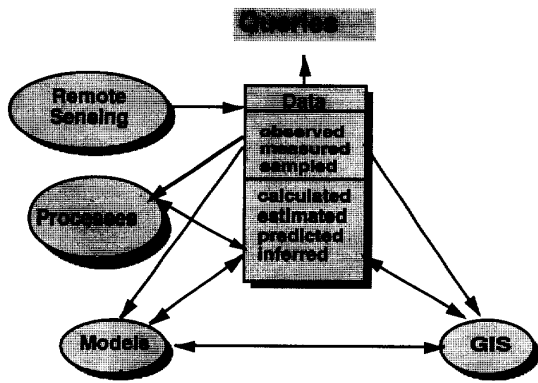 Queries
Remote
Sensing
Data
observed
measured
sampled
Processes
calculated
estimated
predicted
inferred
Models
GIS